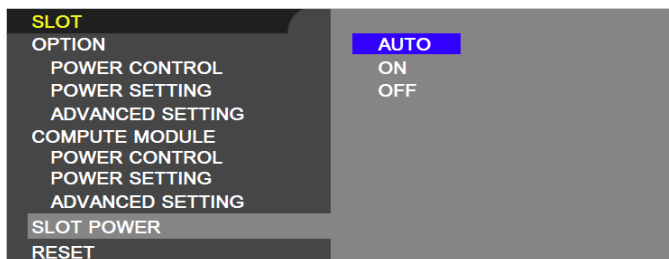 SLOT
OPTION
POWER CONTROL
POWER SETTING
ADVANCED SETTING
COMPUTE MODULE
POWER CONTROL
POWER SETTING
ADVANCED SETTING
SLOT POWER
RESET
AUTO
ON
OFF